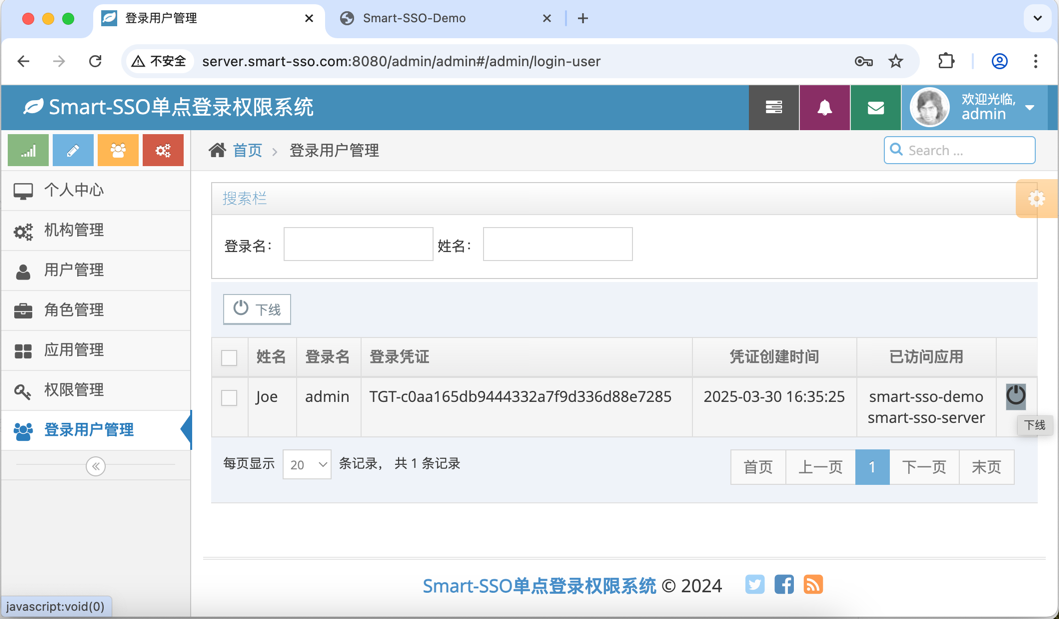 登录用户管理
Smart-SSO-Demo
不安全
server.smart-sso.com:8080/admin/admin#/admin/login-user
Smart-SSO单点登录权限系统
欢迎光临,
admin
首页
登录用户管理
Search ...
个人中心
机构管理
用户管理
角色管理
应用管理
权限管理
登录用户管理
搜索栏
登录名： 姓名：
下线
姓名 登录名 登录凭证 凭证创建时间 已访问应用
Joe admin TGT-c0aa165db9444332a7f9d336d88e7285 2025-03-30 16:35:25 smart-sso-demo
smart-sso-server
下线
每页显示 20 条记录， 共 1 条记录 首页 上一页 1 下一页 末页
Smart-SSO单点登录权限系统 © 2024
javascript:void(0)